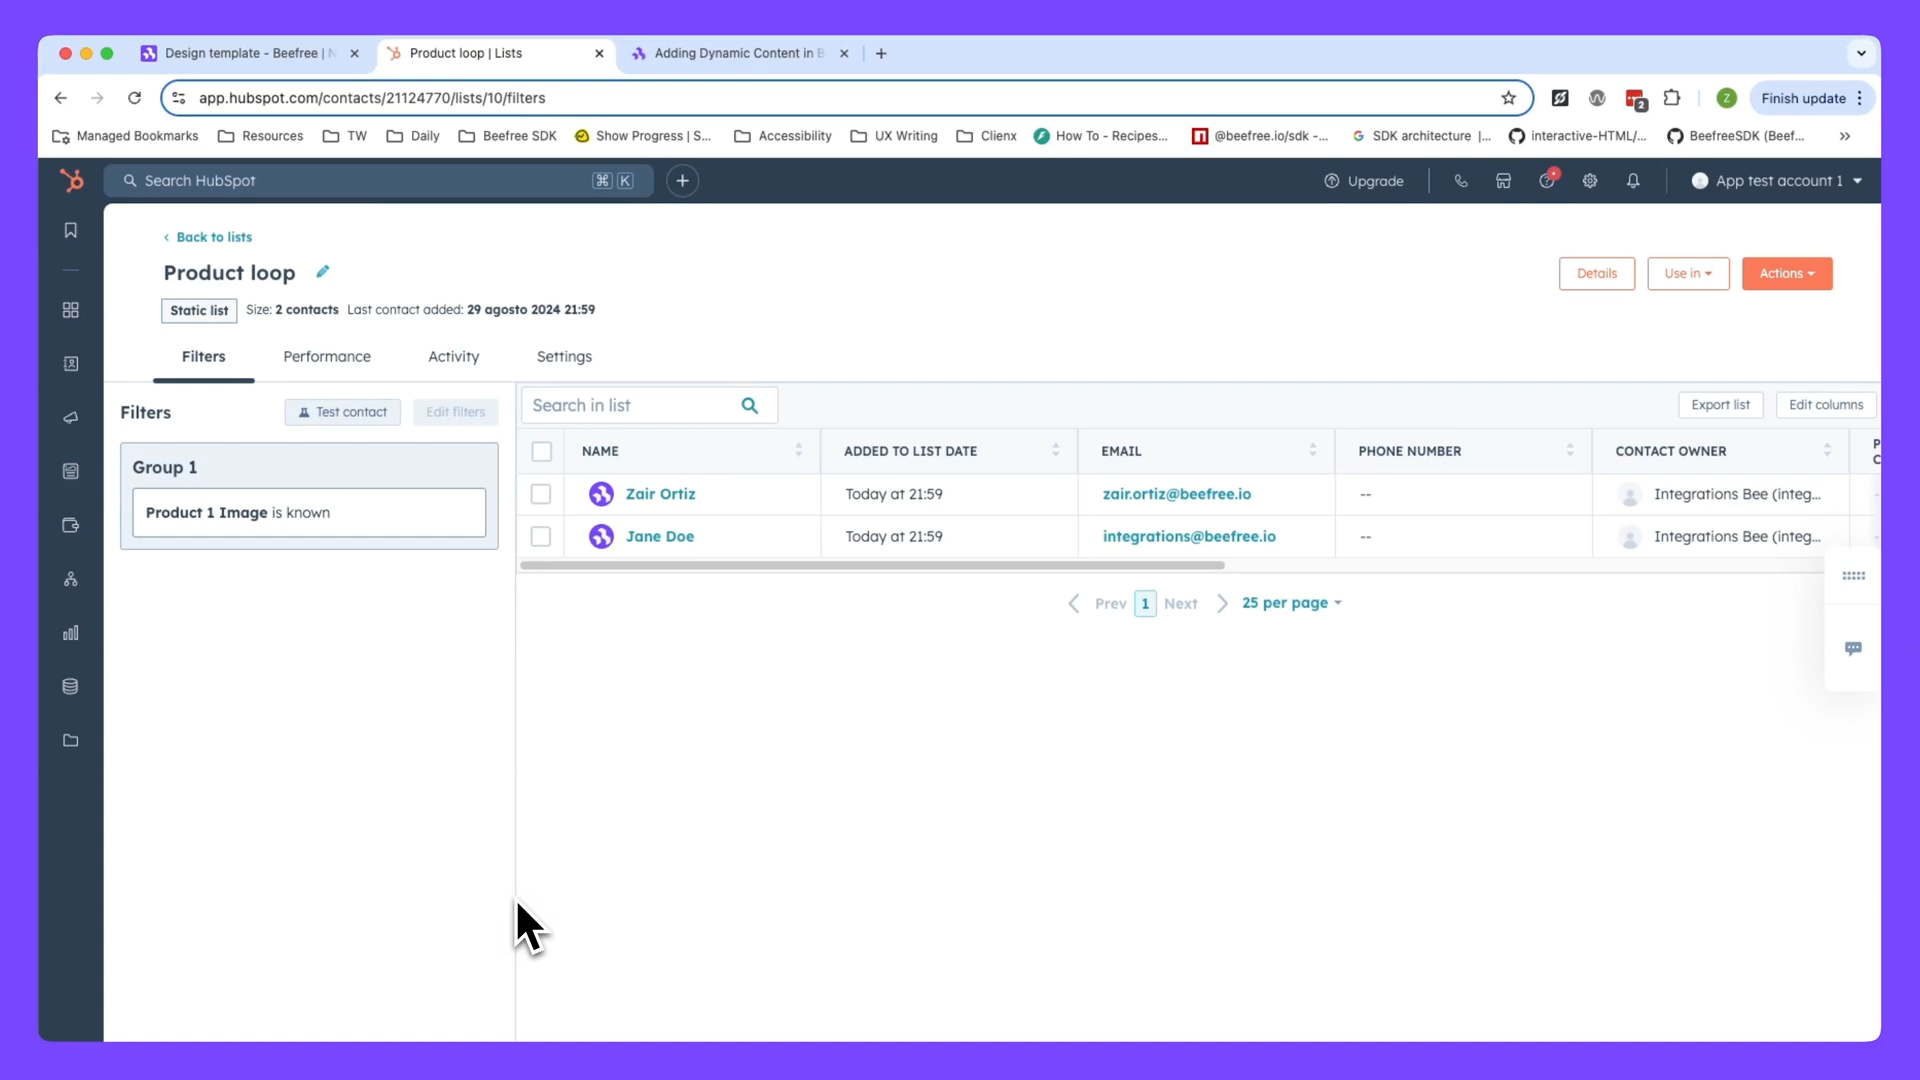 Design template - Beefree | N
Product loop | Lists
Adding Dynamic Content in B
app.hubspot.com/contacts/21124770/lists/10/filters
2
Z
Finish update
Managed Bookmarks
Resources
TW
Daily
Beefree SDK
Show Progress | S...
Accessibility
UX Writing
Clienx
How To - Recipes...
@beefree.io/sdk -...
SDK architecture |...
interactive-HTML/...
BeefreeSDK (Beef...
Search HubSpot
⌘ K
Upgrade
App test account 1
Back to lists
Product loop
Details
Use in
Actions
Static list
Size: 2 contacts Last contact added: 29 agosto 2024 21:59
Filters
Performance
Activity
Settings
Filters
Test contact
Edit filters
Search in list
Export list
Edit columns
Group 1
Product 1 Image is known
NAME
ADDED TO LIST DATE
EMAIL
PHONE NUMBER
CONTACT OWNER
P
C
Zair Ortiz
Today at 21:59
zair.ortiz@beefree.io
--
Integrations Bee (integ...
Jane Doe
Today at 21:59
integrations@beefree.io
--
Integrations Bee (integ...
Prev 1 Next
25 per page